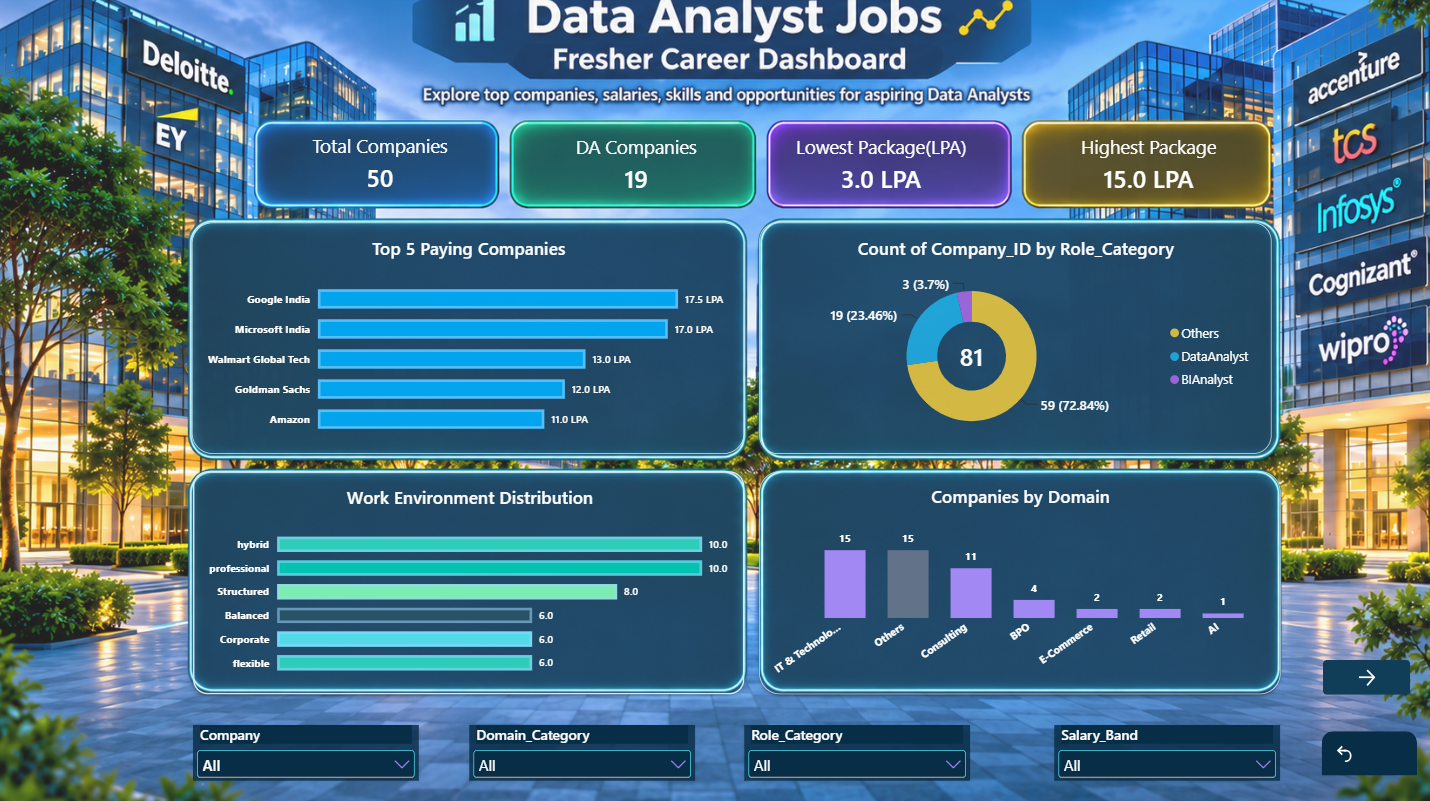 Data Analyst Jobs
Fresher Career Dashboard
Explore top companies, salaries, skills and opportunities for aspiring Data Analysts
Deloitte.
EY
accenture
tcs
Infosys®
Cognizant®
wipro
Total Companies
50
DA Companies
19
Lowest Package(LPA)
3.0 LPA
Highest Package
15.0 LPA
Top 5 Paying Companies
Google India 17.5 LPA
Microsoft India 17.0 LPA
Walmart Global Tech 13.0 LPA
Goldman Sachs 12.0 LPA
Amazon 11.0 LPA
Count of Company_ID by Role_Category
3 (3.7%)
19 (23.46%)
81
59 (72.84%)
Others
DataAnalyst
BIAnalyst
Work Environment Distribution
hybrid 10.0
professional 10.0
Structured 8.0
Balanced 6.0
Corporate 6.0
flexible 6.0
Companies by Domain
15 15 11 4 2 2 1
IT & Technolo... Others Consulting BPO E-Commerce Retail AI
Company
All
Domain_Category
All
Role_Category
All
Salary_Band
All